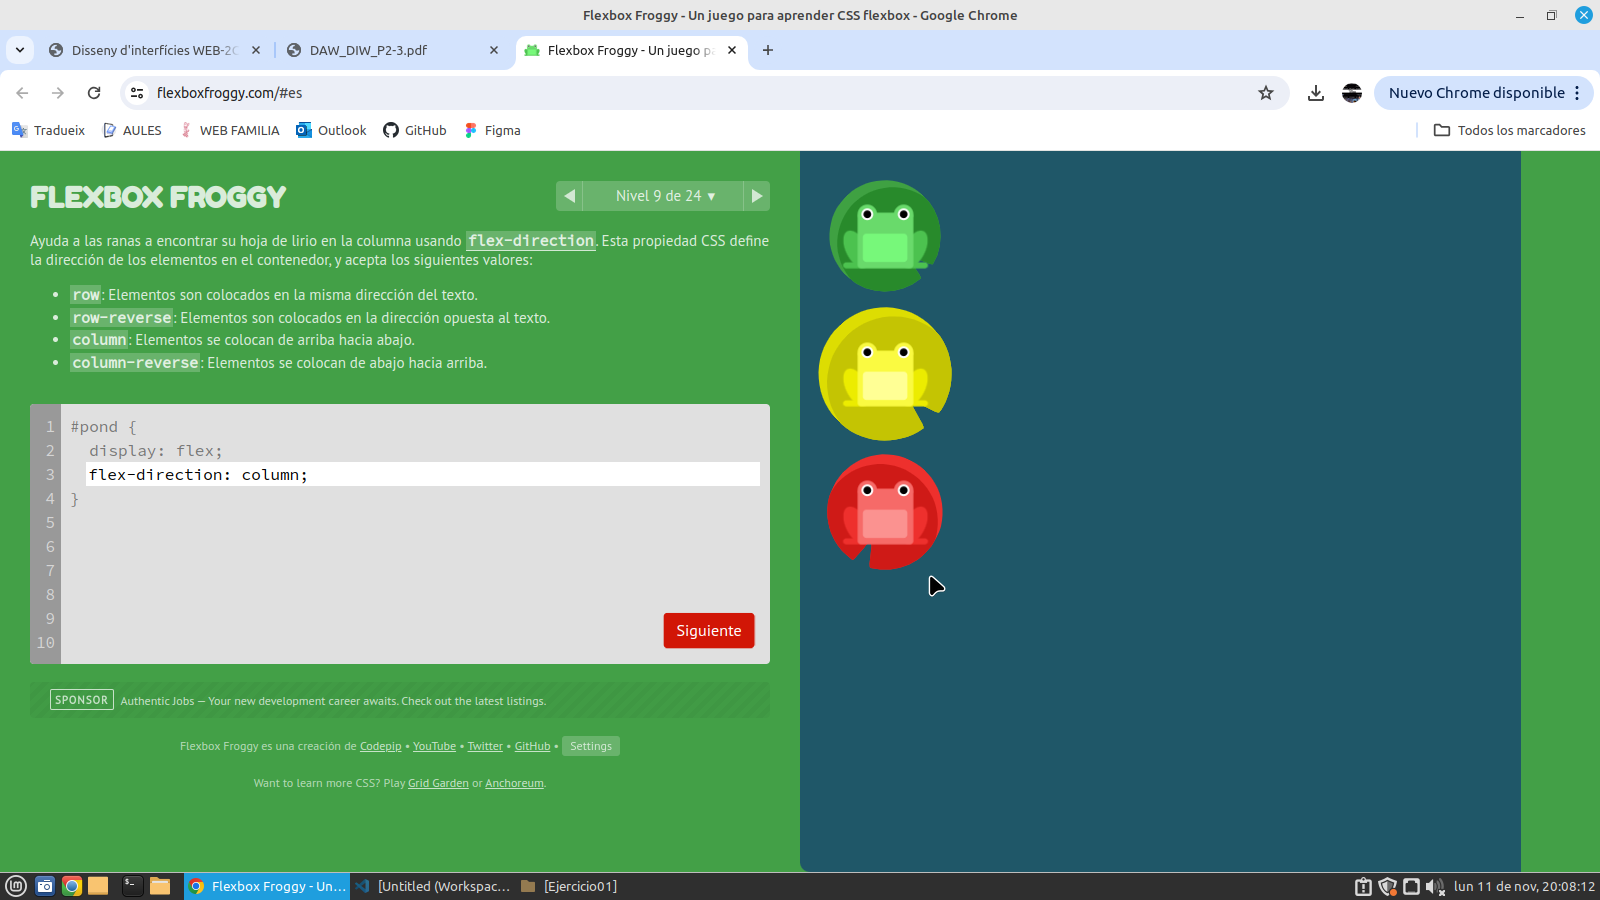 Flexbox Froggy - Un juego para aprender CSS flexbox - Google Chrome
Disseny d'interfícies WEB-2
DAW_DIW_P2-3.pdf
Flexbox Froggy - Un juego p
flexboxfroggy.com/#es
Nuevo Chrome disponible
Tradueix
AULES
WEB FAMILIA
Outlook
GitHub
Figma
Todos los marcadores
FLEXBOX FROGGY
Nivel 9 de 24 ▼
Ayuda a las ranas a encontrar su hoja de lirio en la columna usando flex-direction. Esta propiedad CSS define
la dirección de los elementos en el contenedor, y acepta los siguientes valores:
• row: Elementos son colocados en la misma dirección del texto.
• row-reverse: Elementos son colocados en la dirección opuesta al texto.
• column: Elementos se colocan de arriba hacia abajo.
• column-reverse: Elementos se colocan de abajo hacia arriba.
1 #pond {
2 display: flex;
3 flex-direction: column;
4 }
5
6
7
8
9
10
Siguiente
SPONSOR Authentic Jobs — Your new development career awaits. Check out the latest listings.
Flexbox Froggy es una creación de Codepip • YouTube • Twitter • GitHub • Settings
Want to learn more CSS? Play Grid Garden or Anchoreum.
Flexbox Froggy - Un...
[Untitled (Workspac...
[Ejercicio01]
lun 11 de nov, 20:08:12